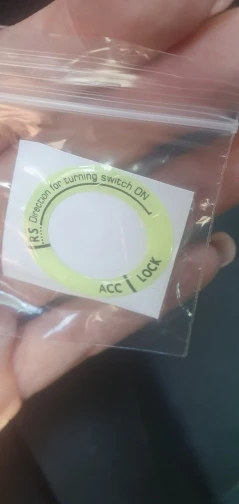 R.S. Direction for turning switch ON
ACC
LOCK